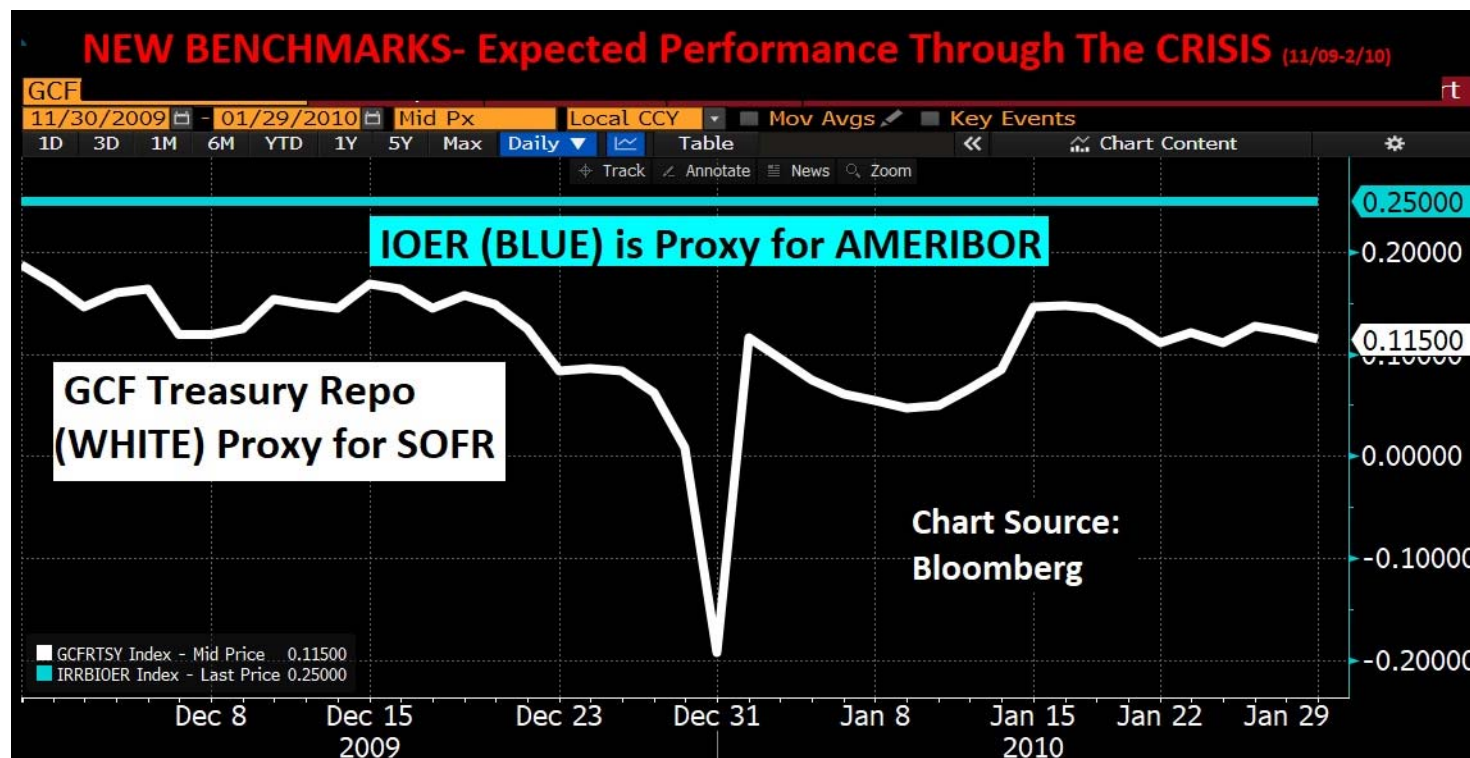 NEW BENCHMARKS- Expected Performance Through The CRISIS (11/09-2/10)
GCF
rt
11/30/2009 - 01/29/2010 Mid Px Local CCY Mov Avgs Key Events
1D 3D 1M 6M YTD 1Y 5Y Max Daily ▼ Table « Chart Content
Track Annotate News Zoom
0.25000
IOER (BLUE) is Proxy for AMERIBOR
0.20000
0.11500
0.10000
GCF Treasury Repo
(WHITE) Proxy for SOFR
0.00000
Chart Source:
Bloomberg
-0.10000
GCFRTSY Index - Mid Price 0.11500
IRRBIOER Index - Last Price 0.25000
-0.20000
Dec 8 Dec 15 Dec 23 Dec 31 Jan 8 Jan 15 Jan 22 Jan 29
2009 2010